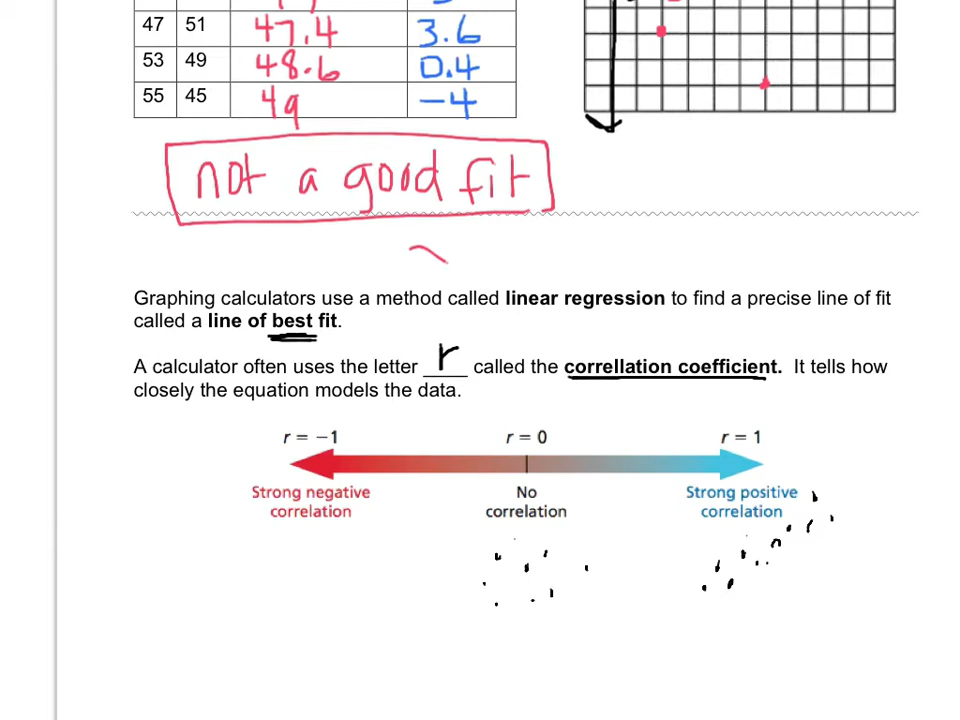 47 51 47.4 3.6
53 49 48.6 0.4
55 45 49 -4
not a good fit
Graphing calculators use a method called linear regression to find a precise line of fit
called a line of best fit.
A calculator often uses the letter r called the correllation coefficient. It tells how
closely the equation models the data.
r = −1 r = 0 r = 1
Strong negative No Strong positive
correlation correlation correlation